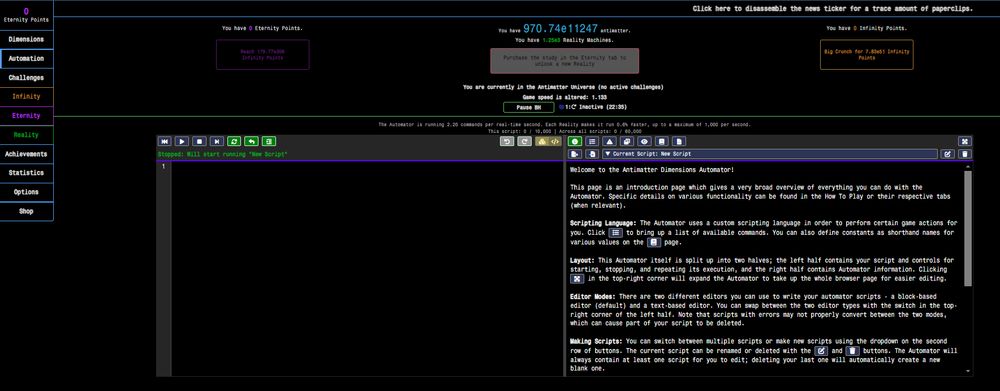 Click here to disassemble the news ticker for a trace amount of paperclips.
0
Eternity Points
Dimensions
Automation
Challenges
Infinity
Eternity
Reality
Achievements
Statistics
Options
Shop
You have 0 Eternity Points.
Reach 179.77e306
Infinity Points
You have 970.74e11247 antimatter.
You have Reality Machines.
Purchase the study in the Eternity tab to
unlock a new Reality
You have 0 Infinity Points.
Big Crunch for 7.83e61 Infinity
Points
You are currently in the Antimatter Universe (no active challenges)
Game speed is altered: 1.133
Pause BH
1: Inactive (22:35)
The Automator is running 2.20 commands per real-time second. Each Reality makes it run 0.6% faster, up to a maximum of 1,000 per second.
This script: 0 / 10,000 | Across all scripts: 0 / 60,000
Stopped: Will start running "New Script"
1
Current Script: New Script
Welcome to the Antimatter Dimensions Automator!
This page is an introduction page which gives a very broad overview of everything you can do with the
Automator. Specific details on various functionality can be found in the How To Play or their respective tabs
(when relevant).
Scripting Language: The Automator uses a custom scripting language in order to perform certain game actions for
you. Click to bring up a list of available commands. You can also define constants as shorthand names for
various values on the page.
Layout: This Automator itself is split up into two halves; the left half contains your script and controls for
starting, stopping, and repeating its execution, and the right half contains Automator information. Clicking
in the top-right corner will expand the Automator to take up the whole browser page for easier editing.
Editor Modes: There are two different editors you can use to write your automator scripts - a block-based
editor (default) and a text-based editor. You can swap between the two editor types with the switch in the top-
right corner of the left half. Note that scripts with errors may not properly convert between the two modes,
which can cause part of your script to be deleted.
Making Scripts: You can switch between multiple scripts or make new scripts using the dropdown on the second
row of buttons. The current script can be renamed or deleted with the and buttons. The Automator will
always contain at least one script for you to edit; deleting your last one will automatically create a new
blank one.